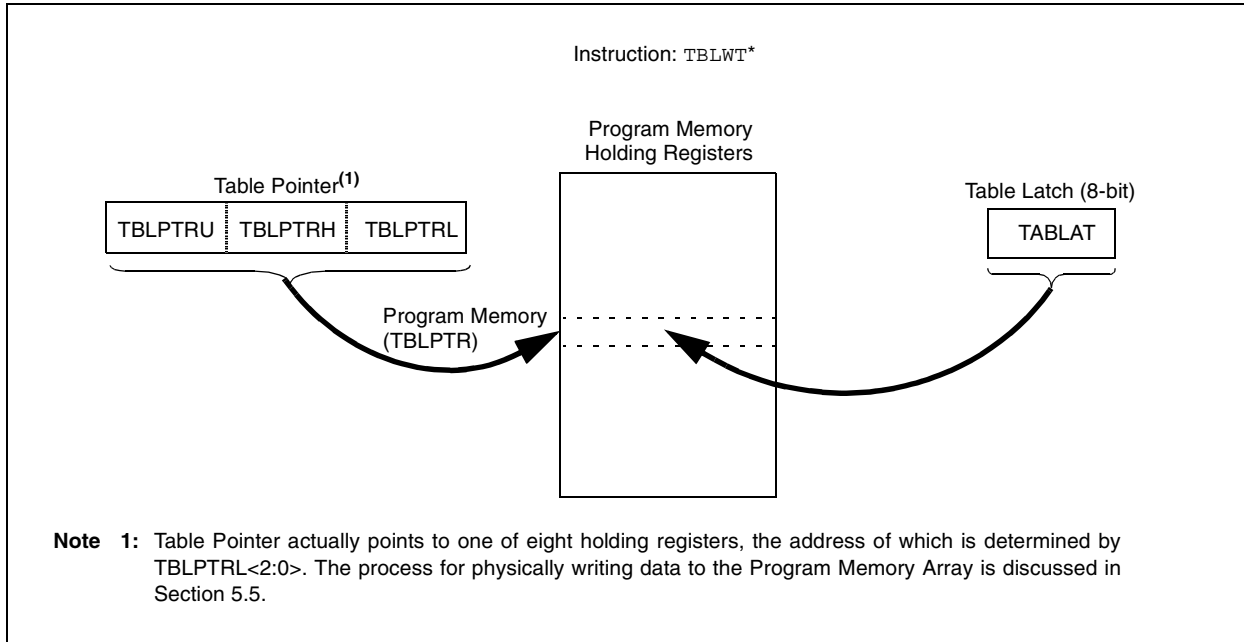 Instruction: TBLWT*
Program Memory
Holding Registers
Table Pointer(1)
Table Latch (8-bit)
TBLPTRU TBLPTRH TBLPTRL
TABLAT
Program Memory
(TBLPTR)
Note 1: Table Pointer actually points to one of eight holding registers, the address of which is determined by
TBLPTRL<2:0>. The process for physically writing data to the Program Memory Array is discussed in
Section 5.5.